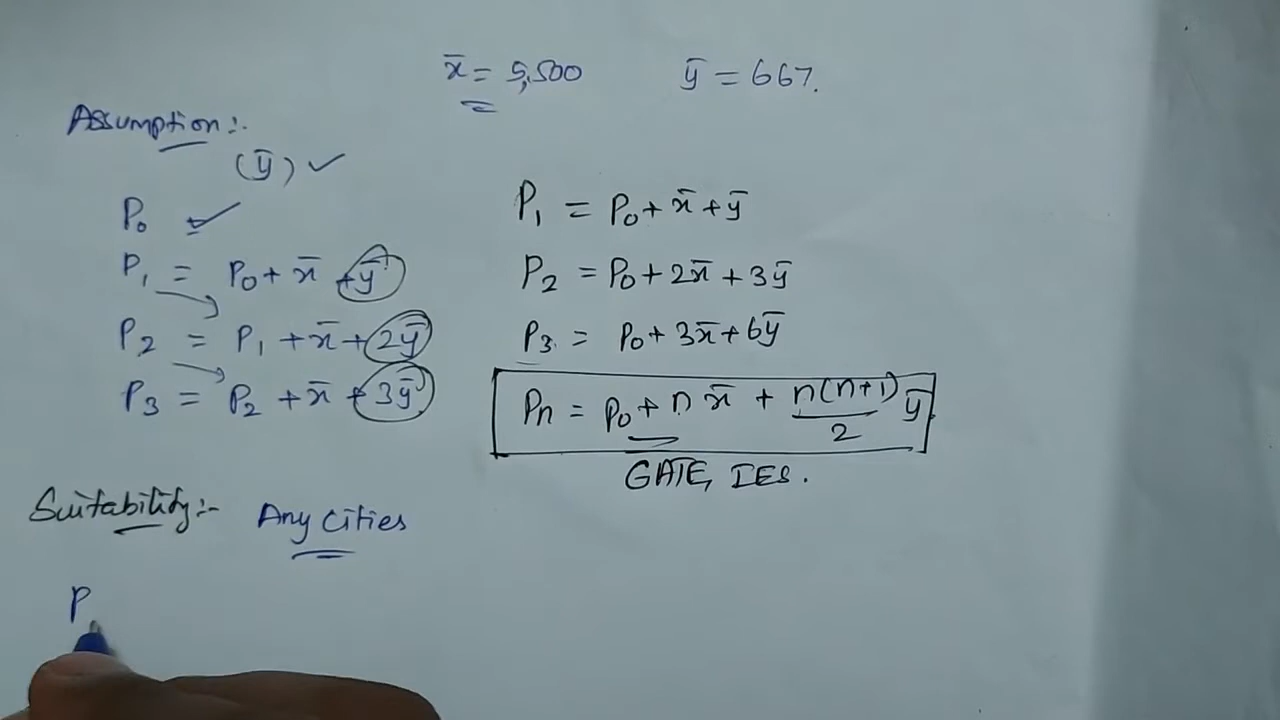 x̄ = 5,500 ȳ = 667.
Assumption :-
(ȳ) ✓
P₀ ✓
P₁ = P₀ + x̄ + ȳ
P₂ = P₁ + x̄ + 2ȳ
P₃ = P₂ + x̄ + 3ȳ
P₁ = P₀ + x̄ + ȳ
P₂ = P₀ + 2x̄ + 3ȳ
P₃ = P₀ + 3x̄ + 6ȳ
Pn = P₀ + n x̄ + n(n+1)/2 ȳ
GATE, IES.
Suitability :- Any Cities
P